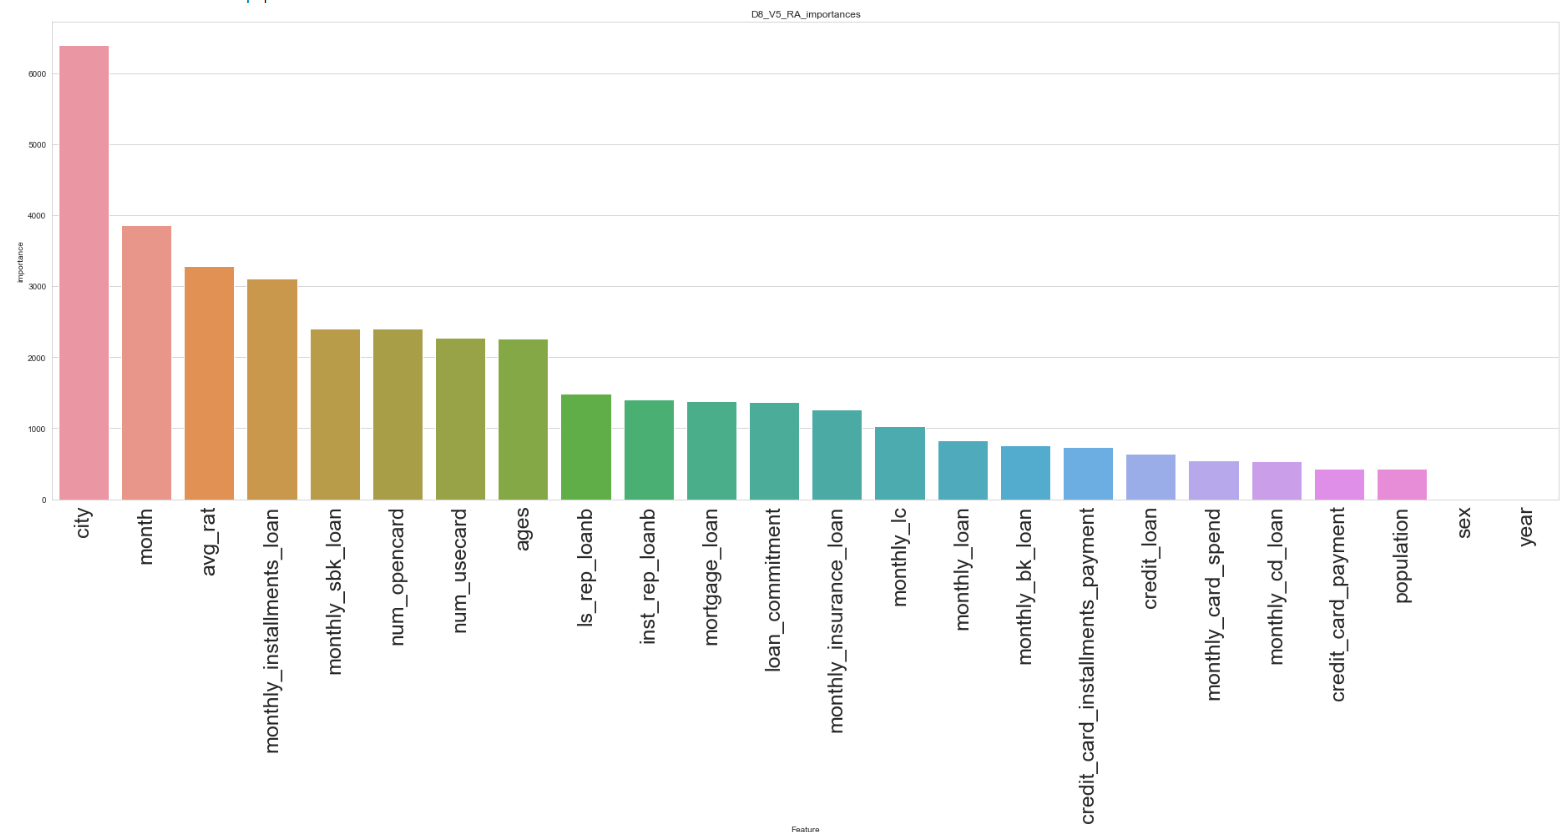 D8_V5_RA_importances
6000
5000
4000
3000
2000
1000
0
importance
city
month
avg_rat
monthly_installments_loan
monthly_sbk_loan
num_opencard
num_usecard
ages
ls_rep_loanb
inst_rep_loanb
mortgage_loan
loan_commitment
monthly_insurance_loan
monthly_lc
monthly_loan
monthly_bk_loan
credit_card_installments_payment
credit_loan
monthly_card_spend
monthly_cd_loan
credit_card_payment
population
sex
year
Feature